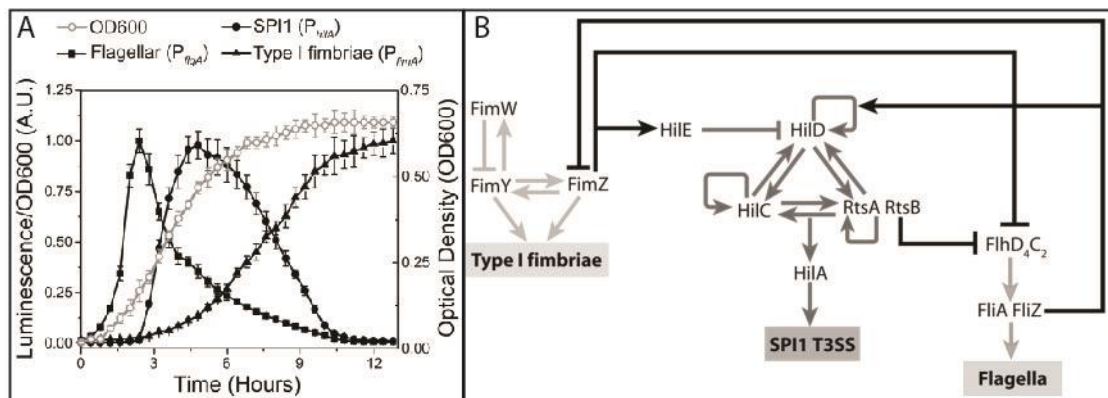 A
OD600
SPI1 (PhilA)
Flagellar (PflgA)
Type I fimbriae (PfimA)
Luminescence/OD600 (A.U.)
1.25
1.00
0.75
0.50
0.25
0.00
0.75
0.50
0.25
0.00
Optical Density (OD600)
0 3 6 9 12
Time (Hours)
B
FimW
FimY
FimZ
Type I fimbriae
HilE
HilD
HilC
RtsA RtsB
HilA
SPI1 T3SS
FlhD4C2
FliA FliZ
Flagella